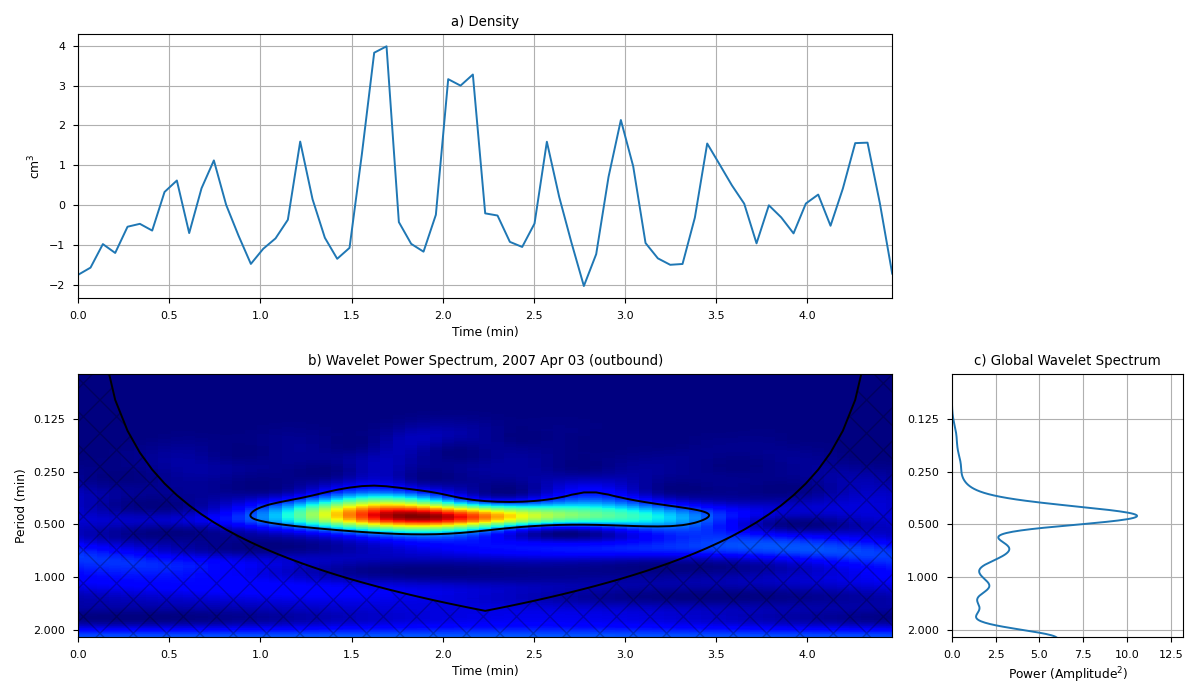 a) Density
4
3
2
1
0
−1
−2
cm³
0.0 0.5 1.0 1.5 2.0 2.5 3.0 3.5 4.0
Time (min)
b) Wavelet Power Spectrum, 2007 Apr 03 (outbound)
0.125
0.250
0.500
1.000
2.000
Period (min)
0.0 0.5 1.0 1.5 2.0 2.5 3.0 3.5 4.0
Time (min)
c) Global Wavelet Spectrum
0.125
0.250
0.500
1.000
2.000
0.0 2.5 5.0 7.5 10.0 12.5
Power (Amplitude²)